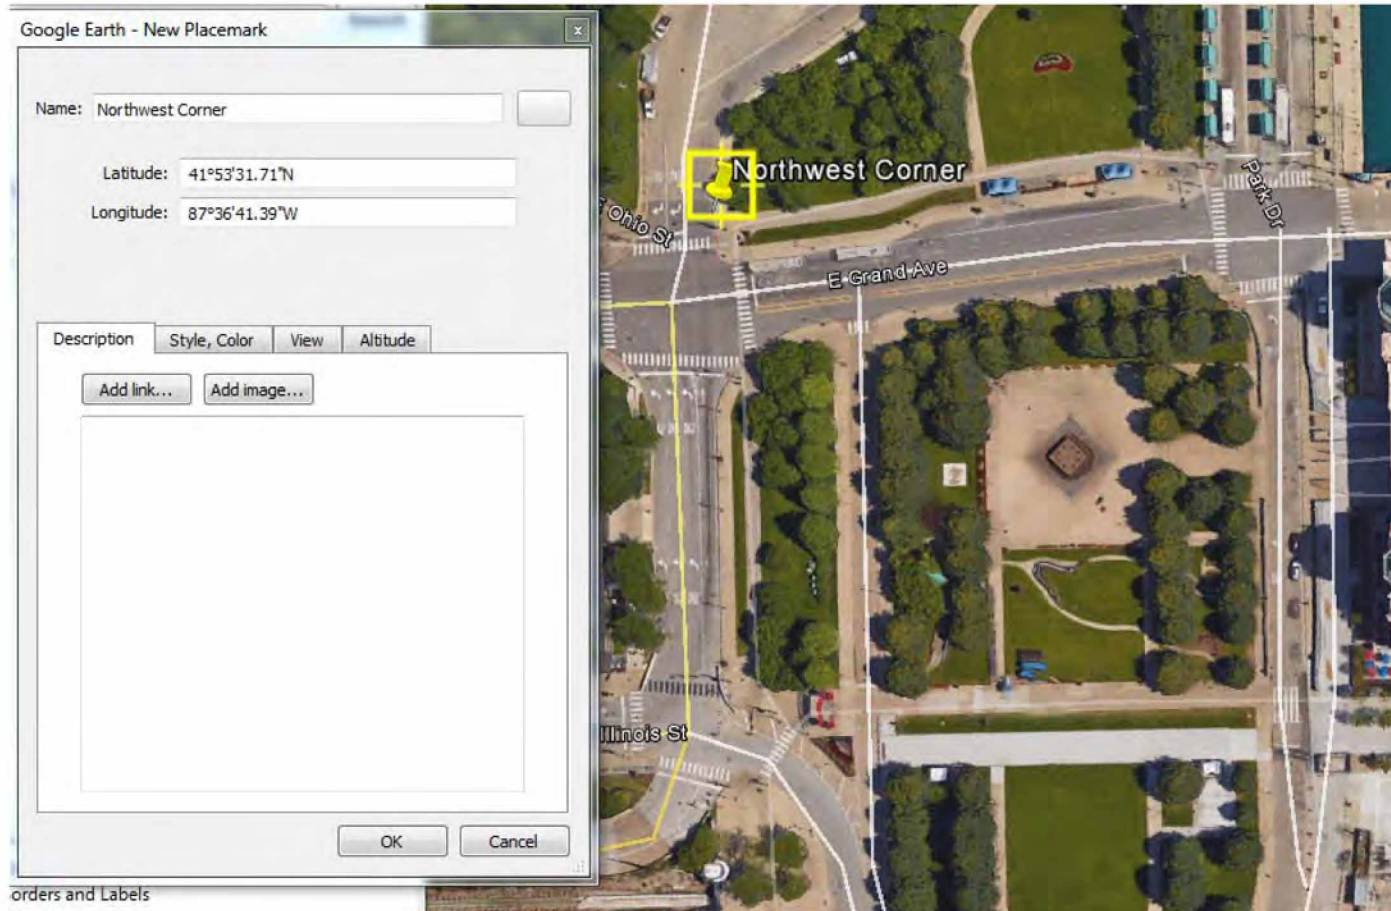 Google Earth - New Placemark
Name: Northwest Corner
Latitude: 41°53'31.71"N
Longitude: 87°36'41.39"W
Description Style, Color View Altitude
Add link... Add image...
OK Cancel
orders and Labels
Northwest Corner
E Ohio St
E Grand Ave
Park Dr
Illinois St